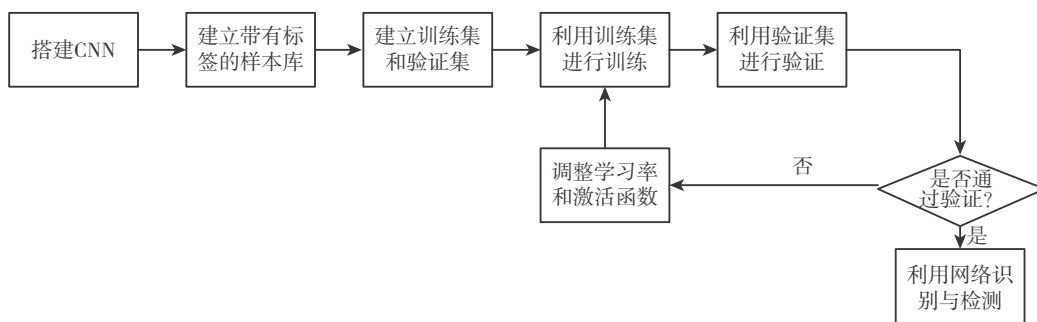 搭建CNN
建立带有标
签的样本库
建立训练集
和验证集
利用训练集
进行训练
利用验证集
进行验证
调整学习率
和激活函数
否
是否通
过验证?
是
利用网络识
别与检测